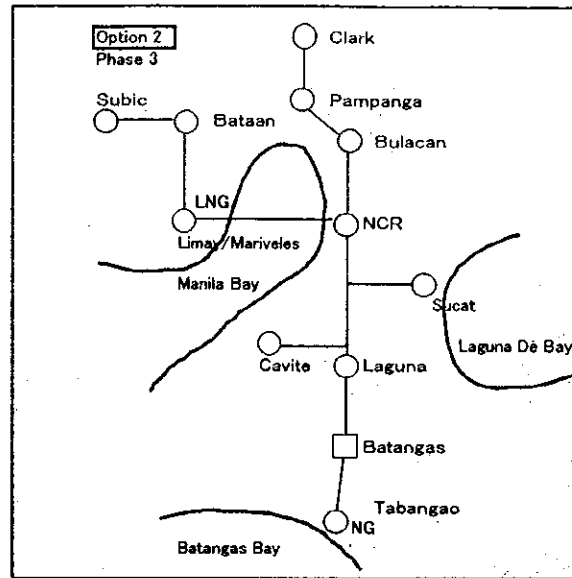 Option 2
Phase 3
Clark
Pampanga
Subic
Bataan
Bulacan
LNG
NCR
Limay/Mariveles
Manila Bay
Sucat
Laguna De Bay
Cavite
Laguna
Batangas
Tabangao
NG
Batangas Bay